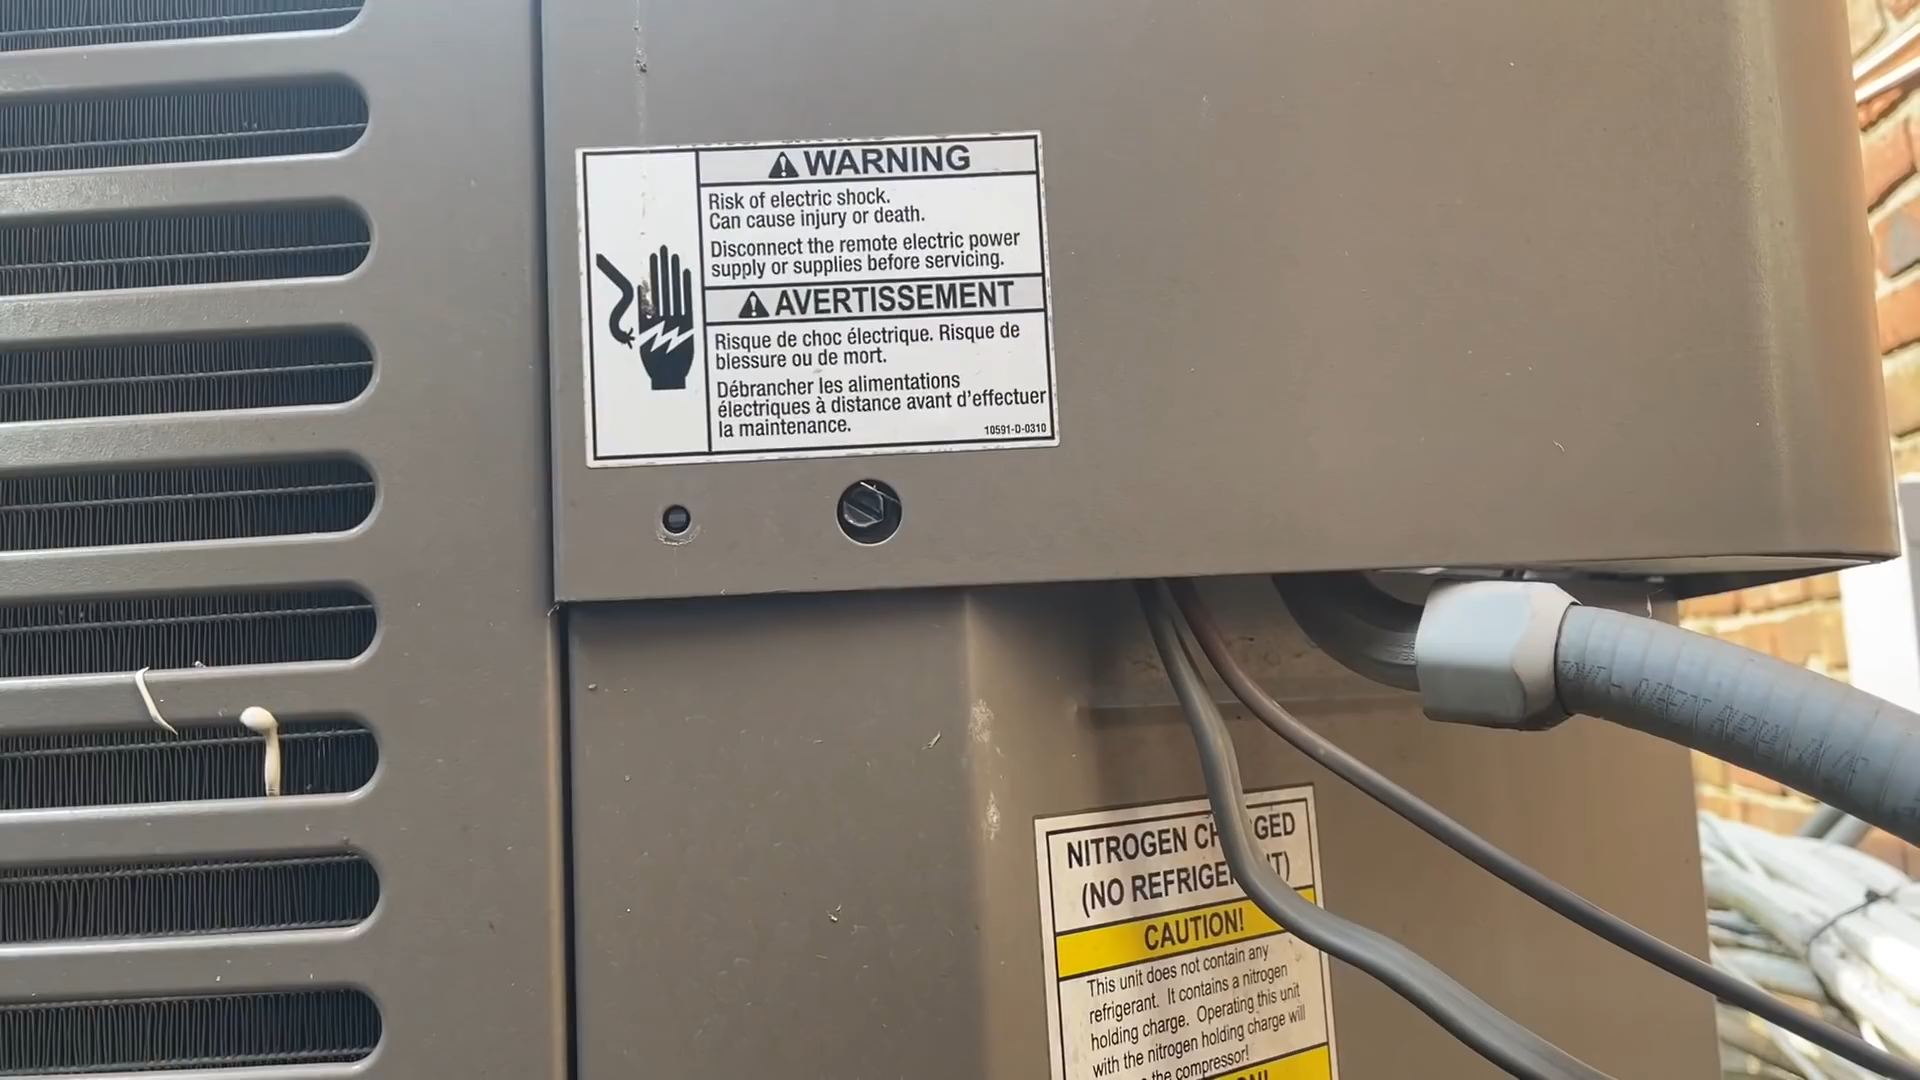 WARNING
Risk of electric shock.
Can cause injury or death.
Disconnect the remote electric power
supply or supplies before servicing.
AVERTISSEMENT
Risque de choc électrique. Risque de
blessure ou de mort.
Débrancher les alimentations
électriques à distance avant d'effectuer
la maintenance.
10591-D-0310
NITROGEN
(NO
CAUTION!
This unit does not contain any
refrigerant. It contains a nitrogen
holding charge. Operating this unit
with the nitrogen holding charge will
the compressor!